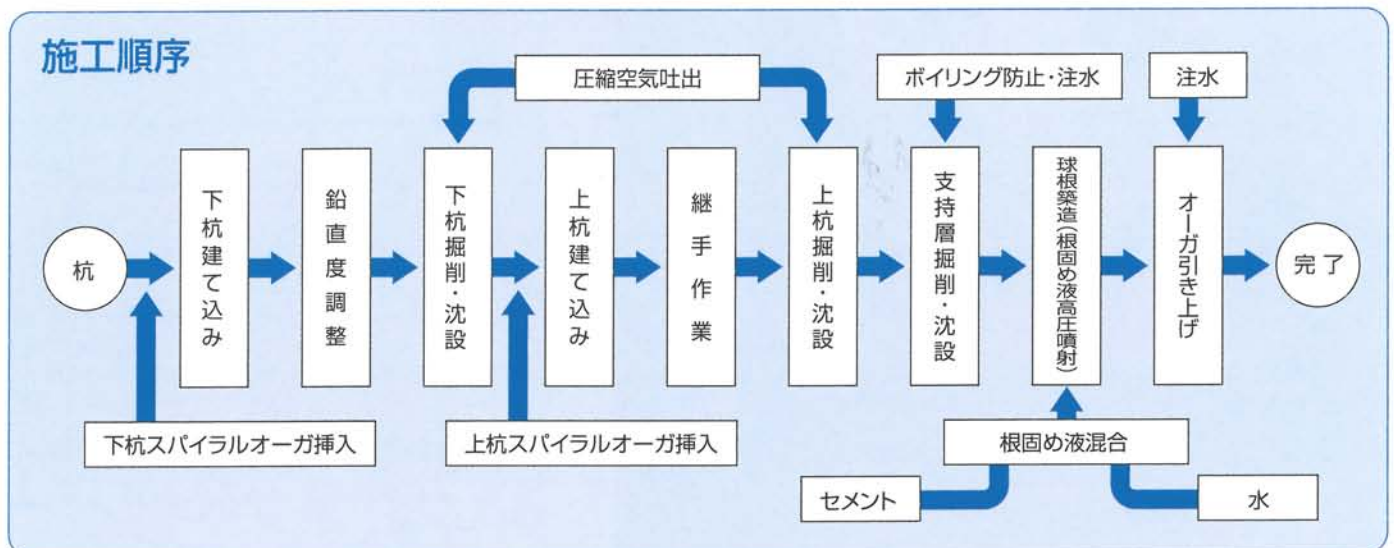 施工順序
圧縮空気吐出
ボイリング防止・注水
注水
杭
下杭建て込み
鉛直度調整
下杭掘削・沈設
上杭建て込み
継手作業
上杭掘削・沈設
支持層掘削・沈設
球根築造(根固め液高圧噴射)
オーガ引き上げ
完了
下杭スパイラルオーガ挿入
上杭スパイラルオーガ挿入
根固め液混合
セメント
水